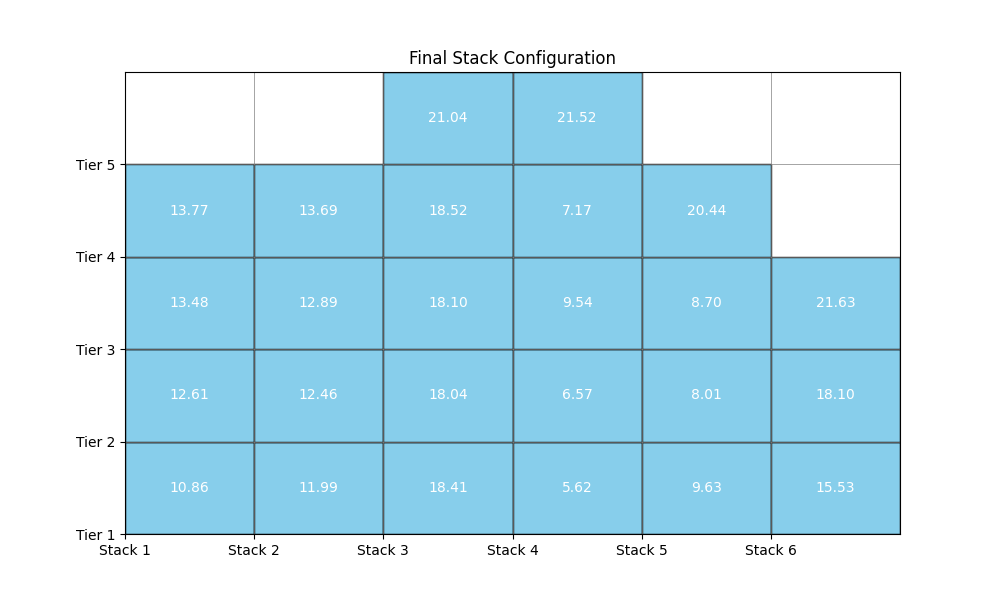 Final Stack Configuration
21.04 21.52
Tier 5
13.77 13.69 18.52 7.17 20.44
Tier 4
13.48 12.89 18.10 9.54 8.70 21.63
Tier 3
12.61 12.46 18.04 6.57 8.01 18.10
Tier 2
10.86 11.99 18.41 5.62 9.63 15.53
Tier 1
Stack 1 Stack 2 Stack 3 Stack 4 Stack 5 Stack 6